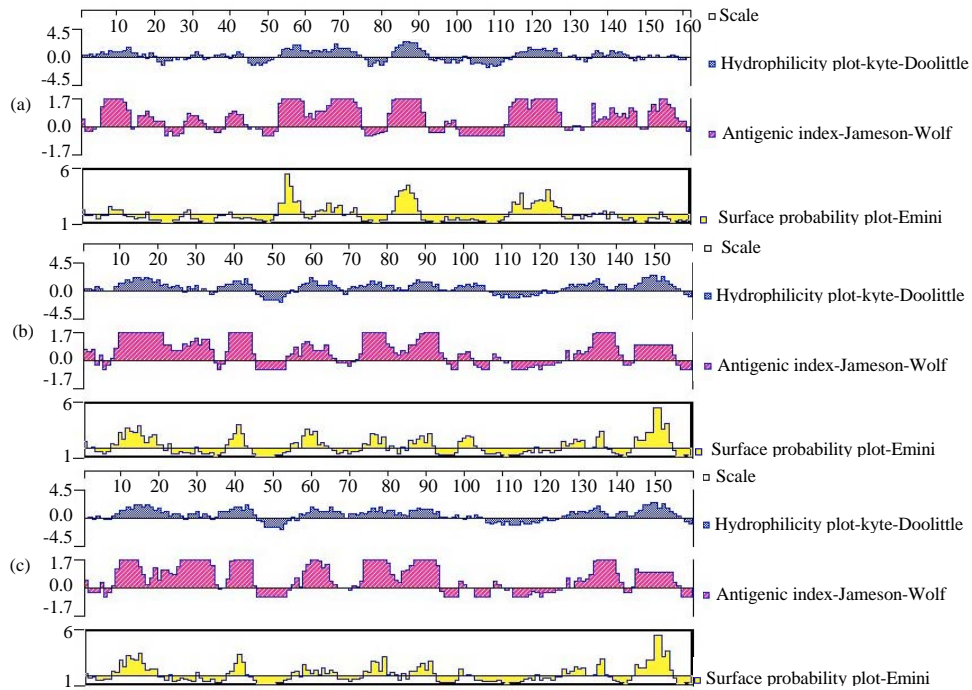 10 20 30 40 50 60 70 80 90 100 110 120 130 140 150 160
Scale
4.5
0.0
-4.5
Hydrophilicity plot-kyte-Doolittle
(a)
1.7
0.0
-1.7
Antigenic index-Jameson-Wolf
6
1
Surface probability plot-Emini
10 20 30 40 50 60 70 80 90 100 110 120 130 140 150
Scale
4.5
0.0
-4.5
Hydrophilicity plot-kyte-Doolittle
(b)
1.7
0.0
-1.7
Antigenic index-Jameson-Wolf
6
1
Surface probability plot-Emini
10 20 30 40 50 60 70 80 90 100 110 120 130 140 150
Scale
4.5
0.0
-4.5
Hydrophilicity plot-kyte-Doolittle
(c)
1.7
0.0
-1.7
Antigenic index-Jameson-Wolf
6
1
Surface probability plot-Emini